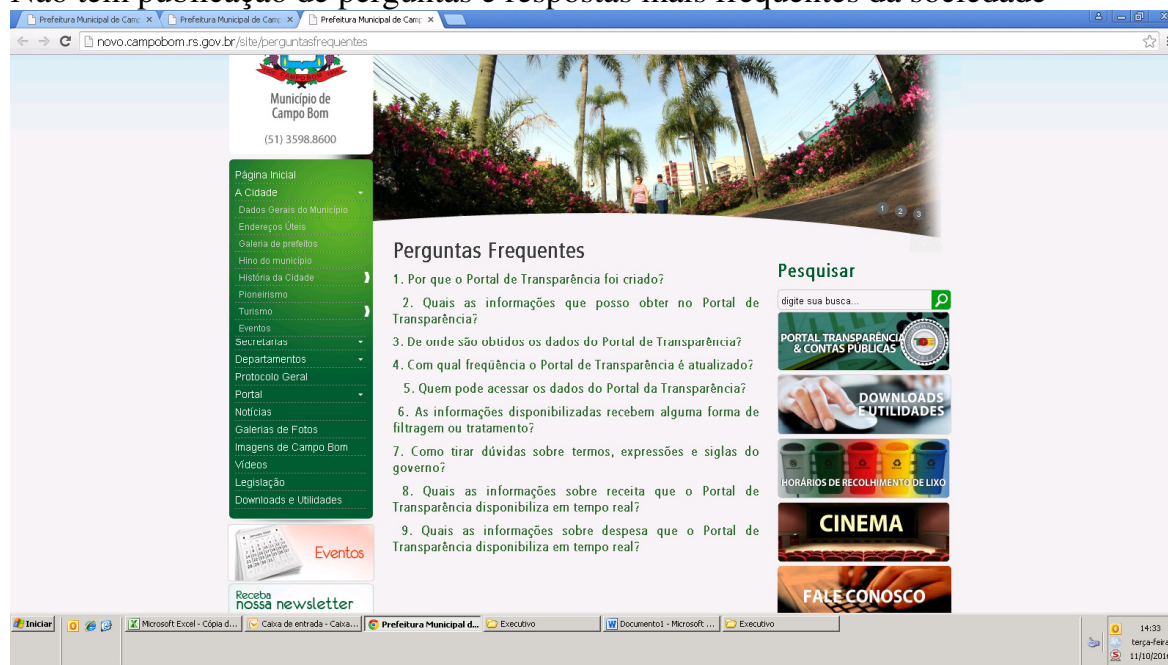 Não tem publicação de perguntas e respostas mais frequentes da sociedade
Prefeitura Municipal de Camp
Prefeitura Municipal de Camp
Prefeitura Municipal de Camp
novo.campobom.rs.gov.br/site/perguntasfrequentes
CAMPO BOM
Município de
Campo Bom
(51) 3598.8600
Página Inicial
A Cidade
Dados Gerais do Município
Endereços Úteis
Galeria de prefeitos
Hino do município
História da Cidade
Pioneirismo
Turismo
Eventos
Secretarias
Departamentos
Protocolo Geral
Portal
Notícias
Galerias de Fotos
Imagens de Campo Bom
Vídeos
Legislação
Downloads e Utilidades
Eventos
Receba
nossa newsletter
1 2 3
Perguntas Frequentes
1. Por que o Portal de Transparência foi criado?
2. Quais as informações que posso obter no Portal de
Transparência?
3. De onde são obtidos os dados do Portal de Transparência?
4. Com qual freqüência o Portal de Transparência é atualizado?
5. Quem pode acessar os dados do Portal da Transparência?
6. As informações disponibilizadas recebem alguma forma de
filtragem ou tratamento?
7. Como tirar dúvidas sobre termos, expressões e siglas do
governo?
8. Quais as informações sobre receita que o Portal de
Transparência disponibiliza em tempo real?
9. Quais as informações sobre despesa que o Portal de
Transparência disponibiliza em tempo real?
Pesquisar
digite sua busca...
PORTAL TRANSPARÊNCIA
& CONTAS PÚBLICAS
DOWNLOADS
E UTILIDADES
HORÁRIOS DE RECOLHIMENTO DE LIXO
CINEMA
FALE CONOSCO
Iniciar
Microsoft Excel - Cópia d...
Caixa de entrada - Caixa...
Prefeitura Municipal d...
Executivo
Documento1 - Microsoft ...
Executivo
14:33
terça-feira
11/10/2016